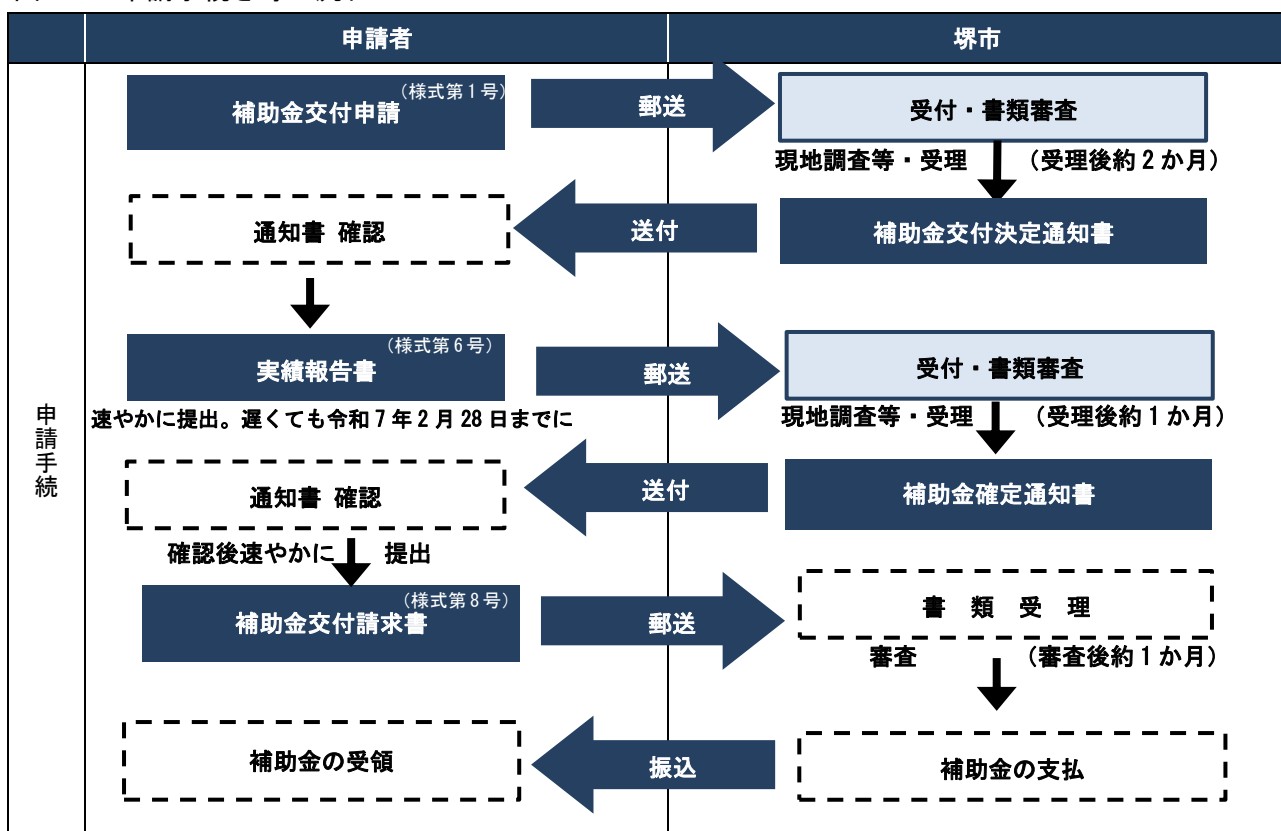 申請者
堺市
申請手続
(様式第1号)
補助金交付申請
郵送
受付・書類審査
現地調査等・受理 (受理後約2か月)
通知書 確認
送付
補助金交付決定通知書
(様式第6号)
実績報告書
郵送
受付・書類審査
速やかに提出。遅くても令和7年2月28日までに
現地調査等・受理 (受理後約1か月)
通知書 確認
送付
補助金確定通知書
確認後速やかに 提出
(様式第8号)
補助金交付請求書
郵送
書 類 受 理
審査 (審査後約1か月)
補助金の受領
振込
補助金の支払